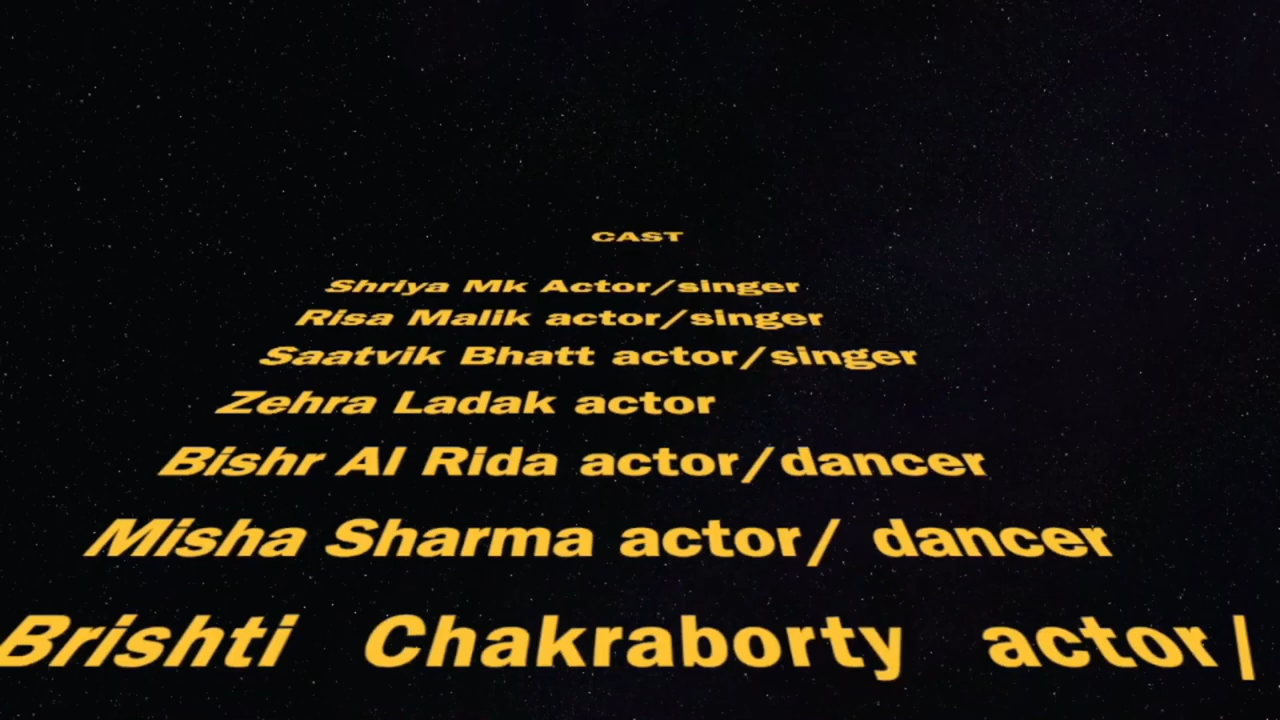 CAST
Shriya Mk Actor/singer
Risa Malik actor/singer
Saatvik Bhatt actor/singer
Zehra Ladak actor
Bishr Al Rida actor/dancer
Misha Sharma actor/ dancer
Brishti Chakraborty actor|